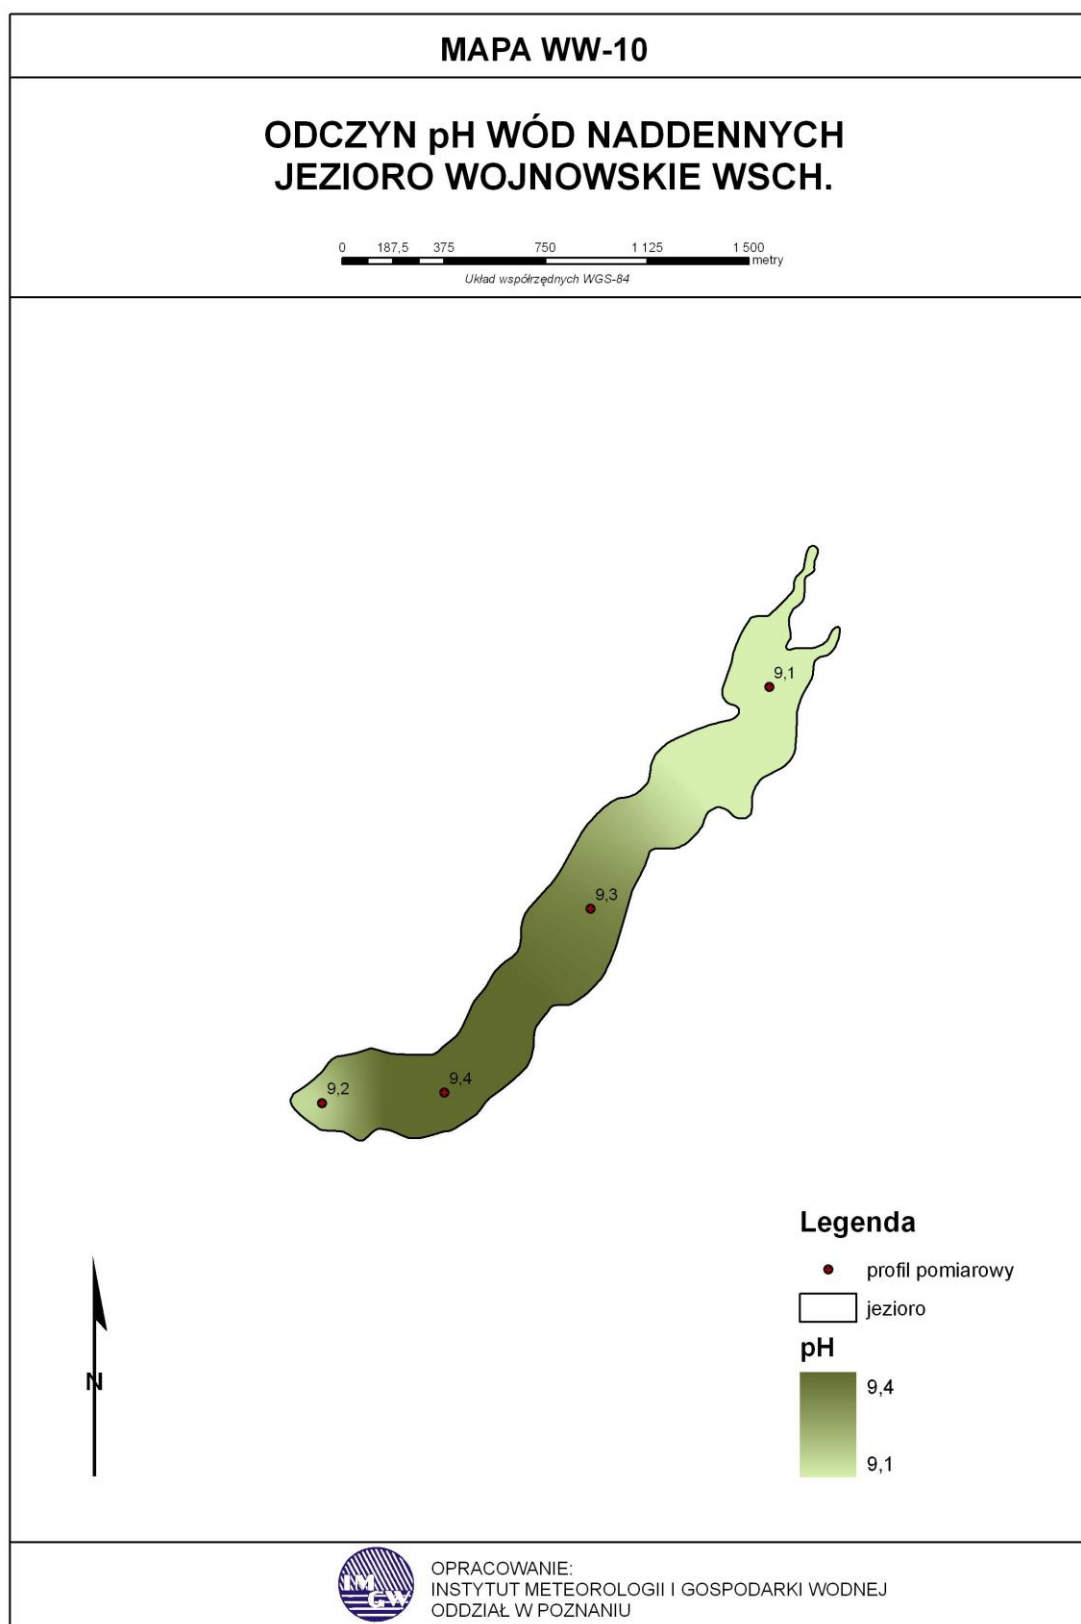 MAPA WW-10
ODCZYN pH WÓD NADDENNYCH
JEZIORO WOJNOWSKIE WSCH.
0 187,5 375 750 1 125 1 500
metry
Układ współrzędnych WGS-84
9,1
9,3
9,4
9,2
Legenda
profil pomiarowy
jezioro
pH
9,4
9,1
N
IM
GW
OPRACOWANIE:
INSTYTUT METEOROLOGII I GOSPODARKI WODNEJ
ODDZIAŁ W POZNANIU